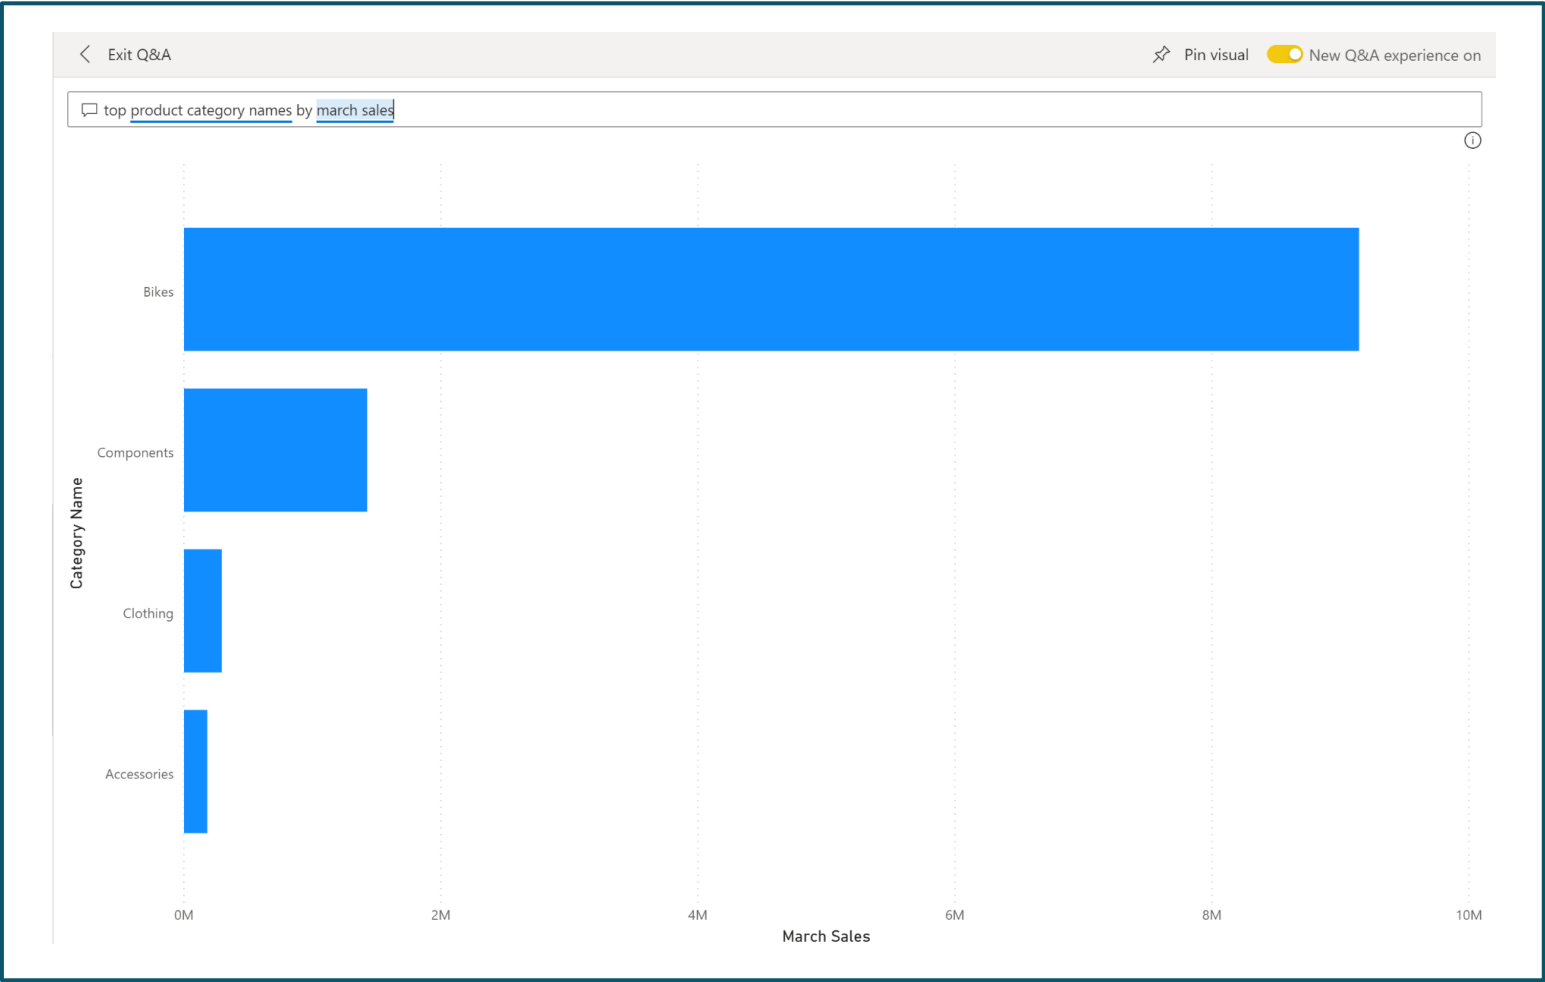 Exit Q&A
Pin visual
New Q&A experience on
top product category names by march sales
Bikes
Components
Clothing
Accessories
Category Name
0M 2M 4M 6M 8M 10M
March Sales